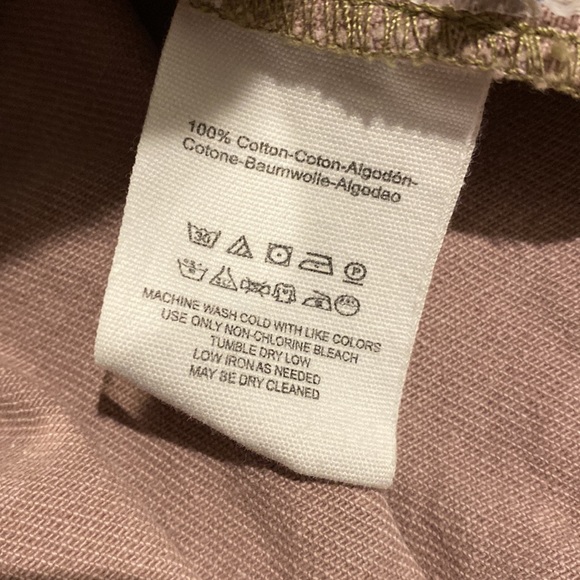 100% Cotton-Coton-Algodón-
Cotone-Baumwolle-Algodao
30
P
MACHINE WASH COLD WITH LIKE COLORS
USE ONLY NON-CHLORINE BLEACH
TUMBLE DRY LOW
LOW IRON AS NEEDED
MAY BE DRY CLEANED